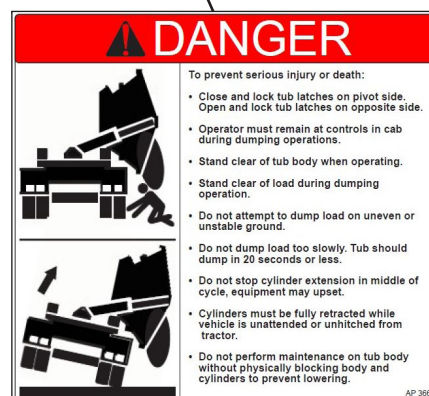 DANGER
To prevent serious injury or death:
• Close and lock tub latches on pivot side.
Open and lock tub latches on opposite side.
• Operator must remain at controls in cab
during dumping operations.
• Stand clear of tub body when operating.
• Stand clear of load during dumping
operation.
• Do not attempt to dump load on uneven or
unstable ground.
• Do not dump load too slowly. Tub should
dump in 20 seconds or less.
• Do not stop cylinder extension in middle of
cycle, equipment may upset.
• Cylinders must be fully retracted while
vehicle is unattended or unhitched from
tractor.
• Do not perform maintenance on tub body
without physically blocking body and
cylinders to prevent lowering.
AP 366